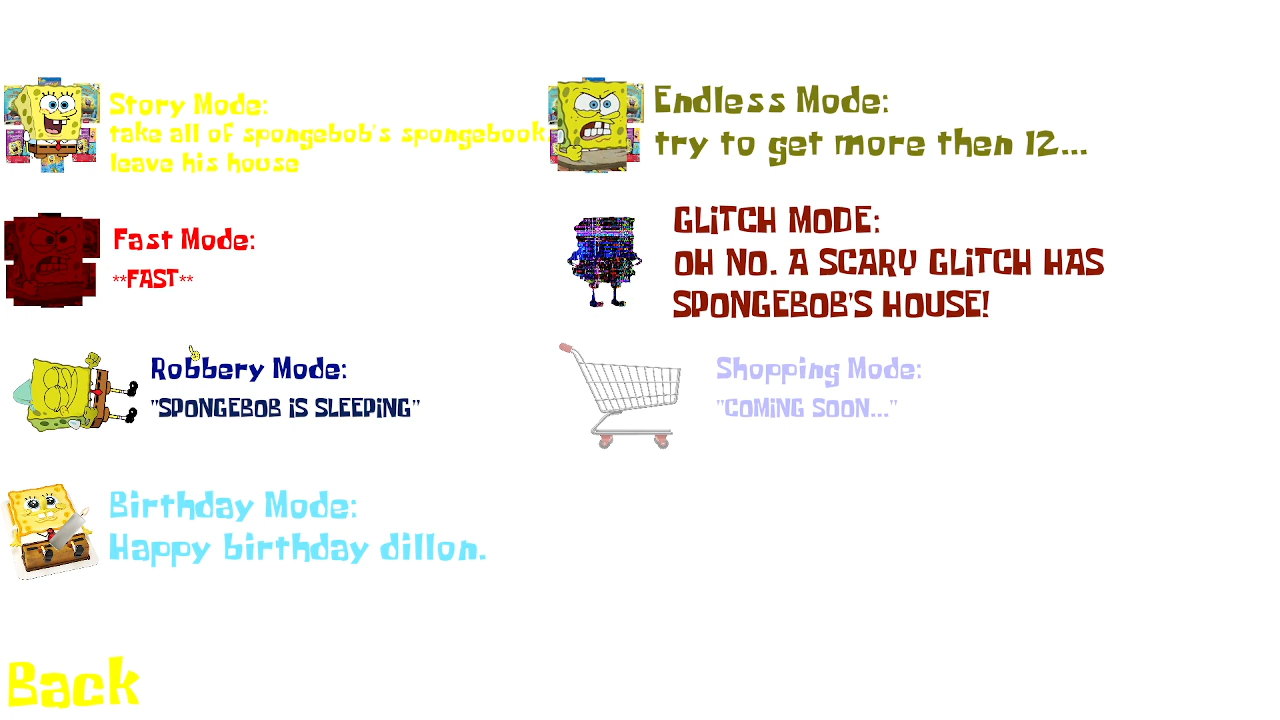 Story Mode:
take all of spongebob's spongebook
leave his house
Endless Mode:
try to get more then 12...
Fast Mode:
**FAST**
GLiTCH MODE:
OH NO. A SCARY GLiTCH HAS
SPONGEBOB'S HOUSE!
Robbery Mode:
"SPONGEBOB iS SLEEPiNG"
Shopping Mode:
"COMiNG SOON..."
Birthday Mode:
Happy birthday dillon.
Back